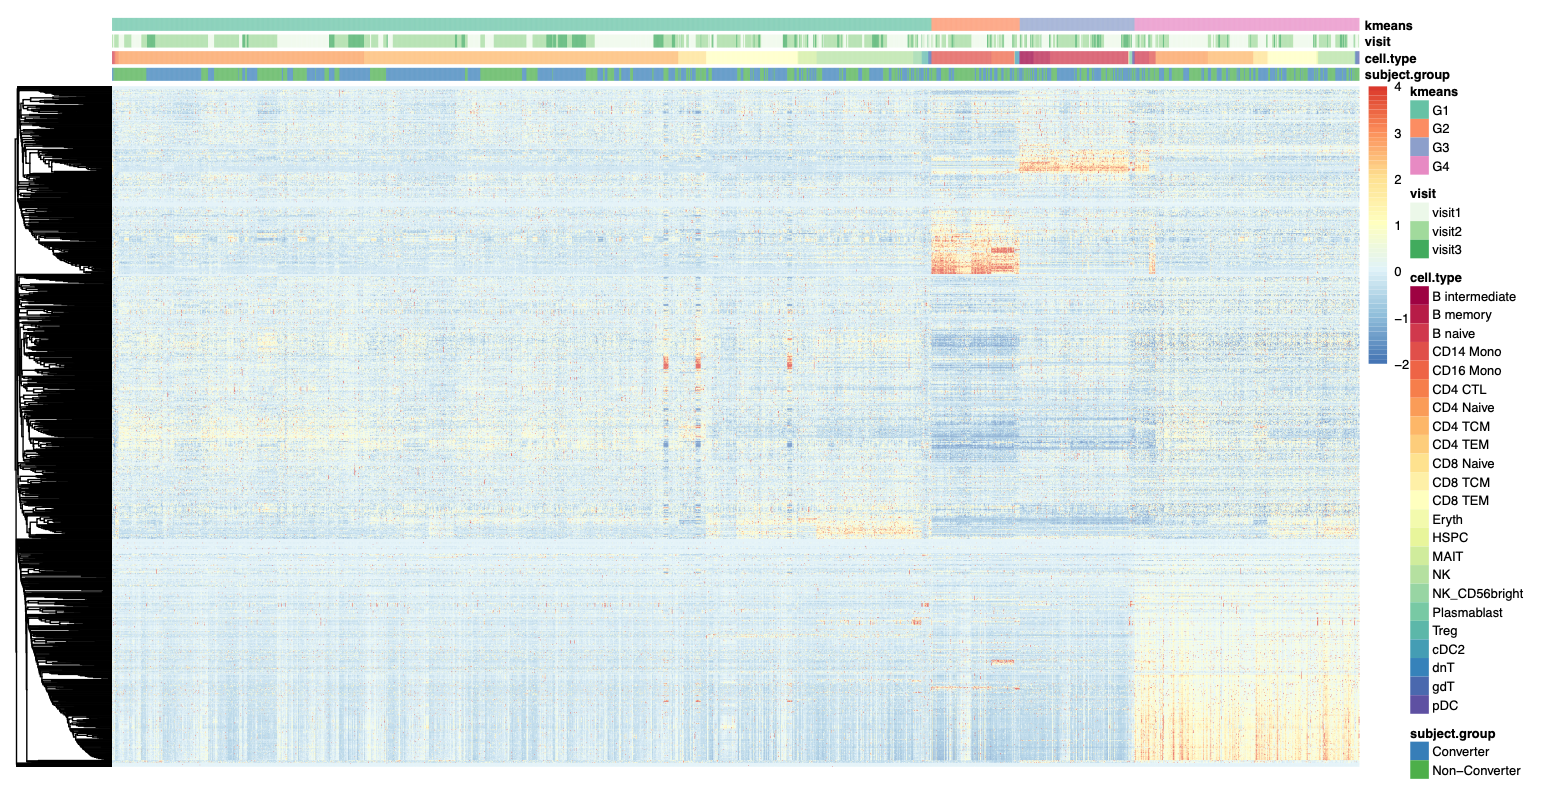 kmeans
visit
cell.type
subject.group
4
3
2
1
0
−1
−2
kmeans
G1
G2
G3
G4
visit
visit1
visit2
visit3
cell.type
B intermediate
B memory
B naive
CD14 Mono
CD16 Mono
CD4 CTL
CD4 Naive
CD4 TCM
CD4 TEM
CD8 Naive
CD8 TCM
CD8 TEM
Eryth
HSPC
MAIT
NK
NK_CD56bright
Plasmablast
Treg
cDC2
dnT
gdT
pDC
subject.group
Converter
Non−Converter